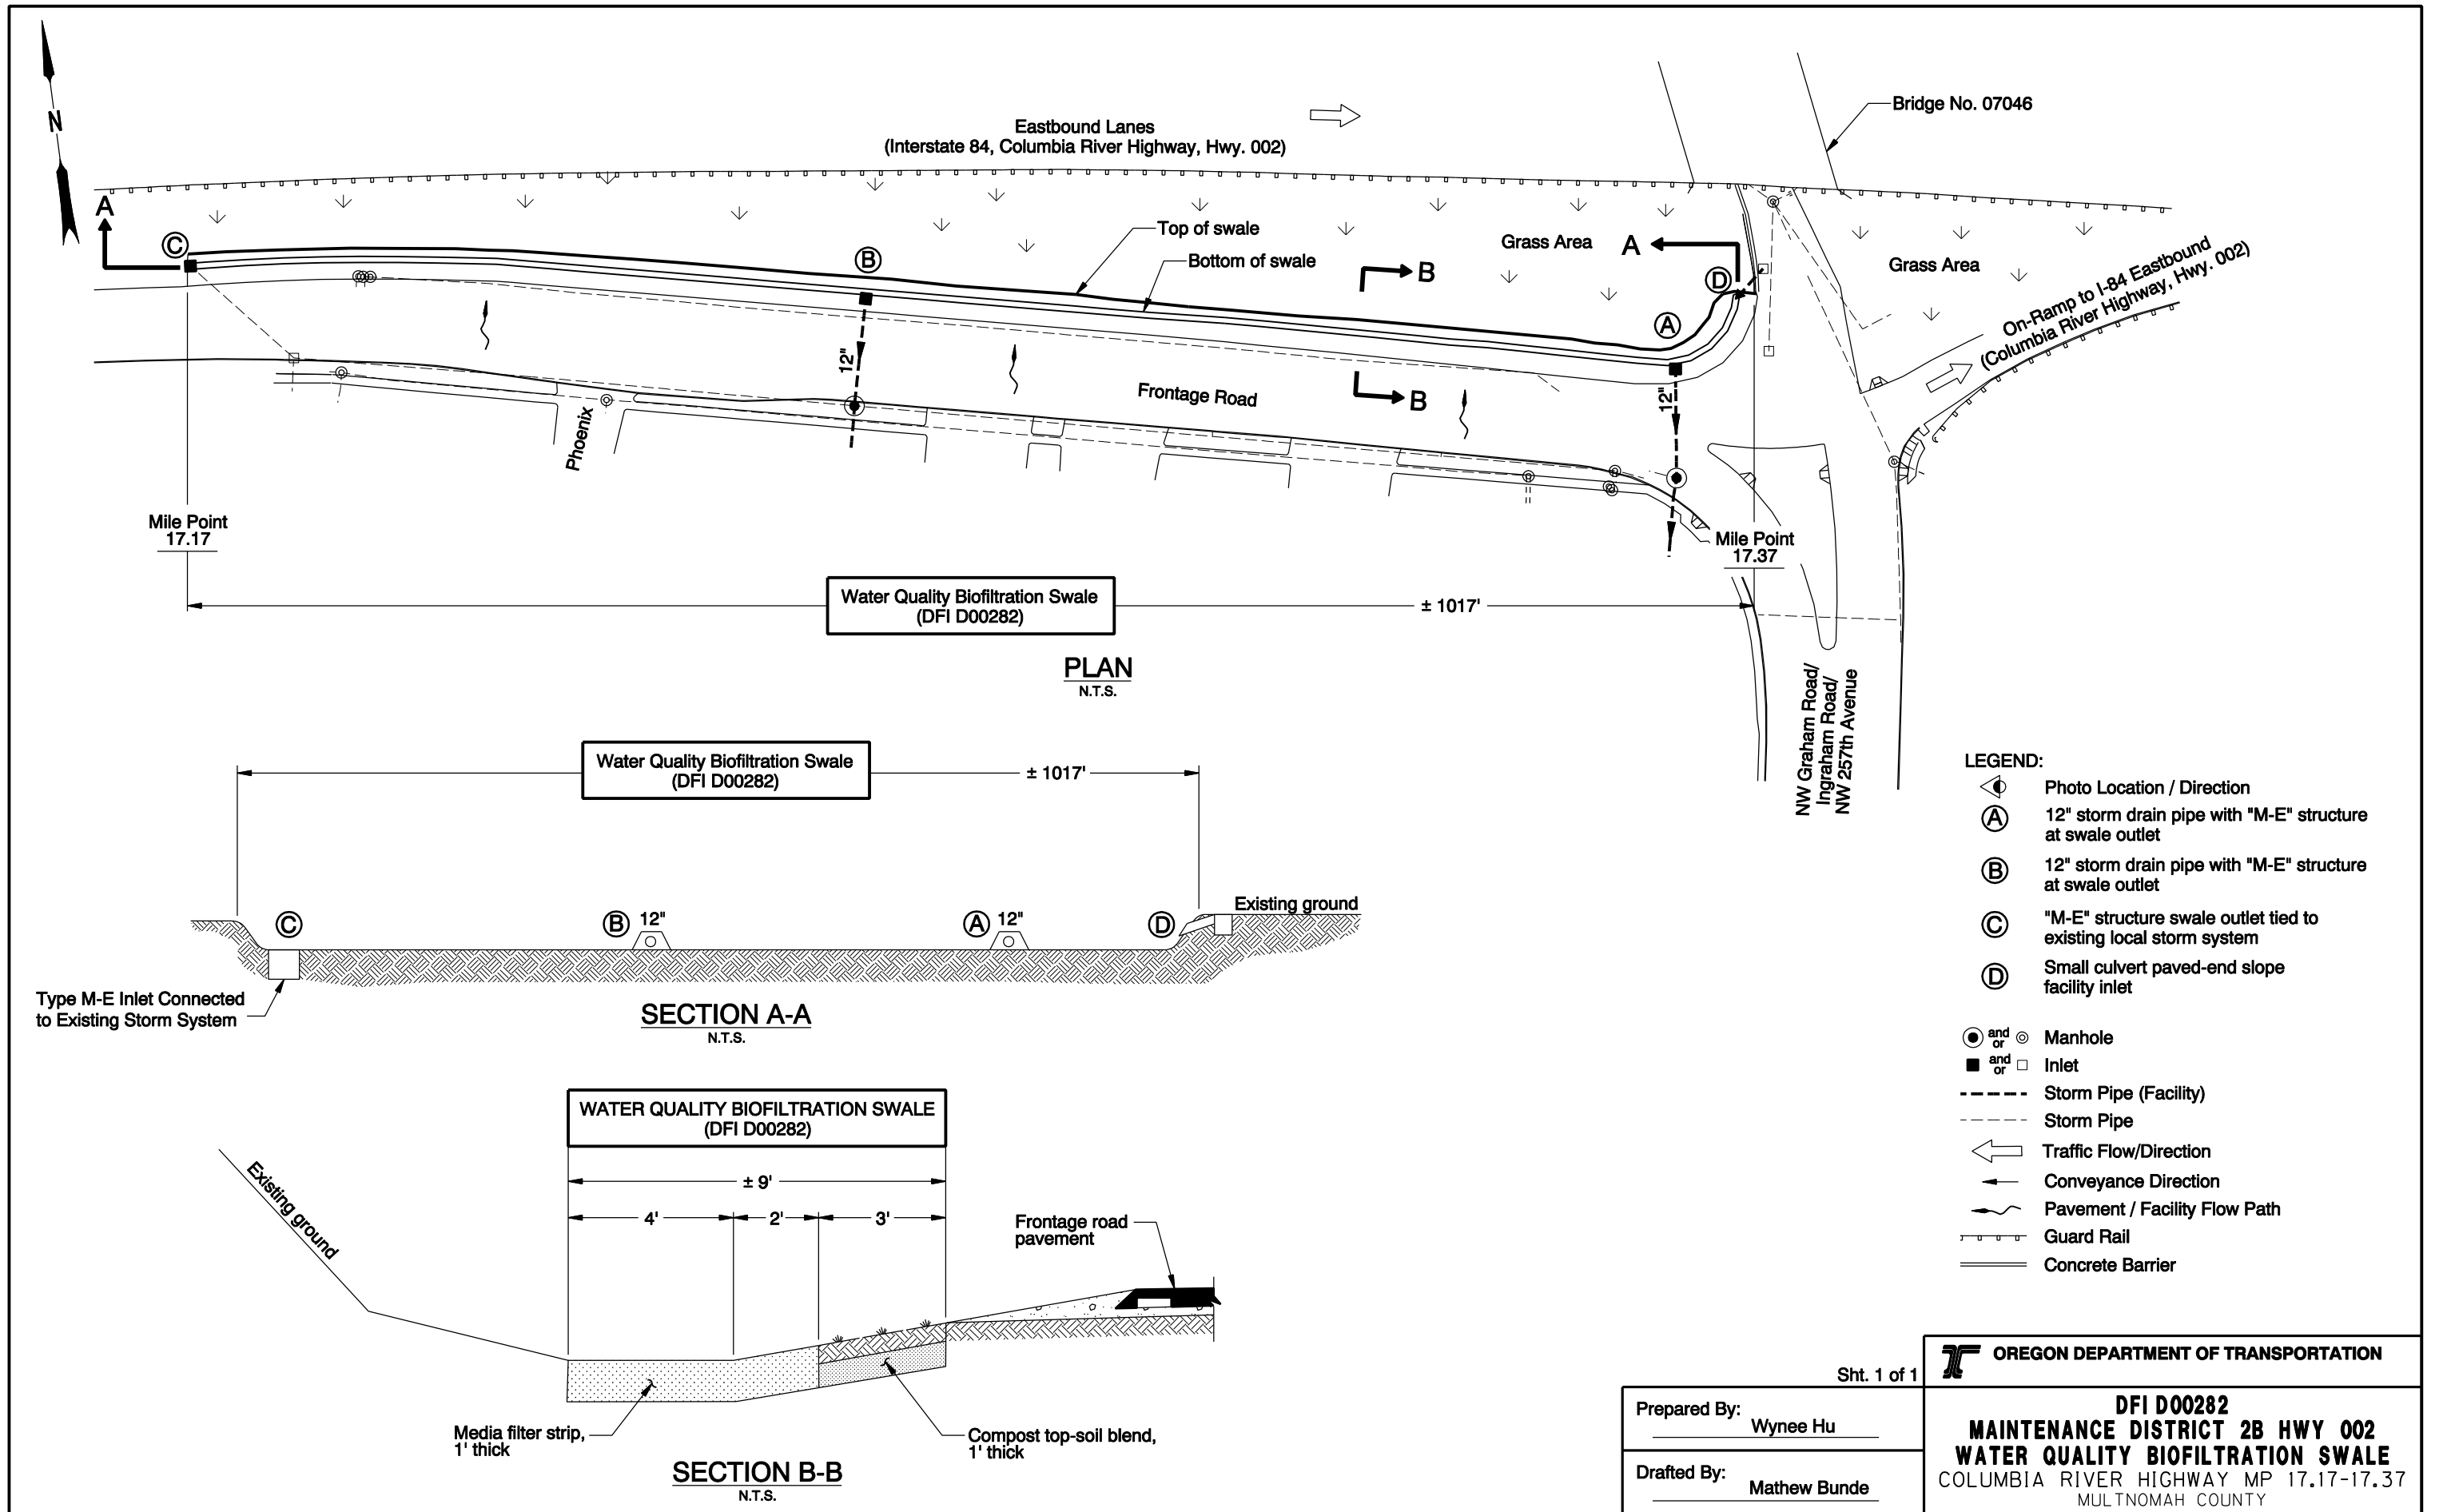 N
Eastbound Lanes
(Interstate 84, Columbia River Highway, Hwy. 002)
Bridge No. 07046
A
C
B
Top of swale
Bottom of swale
B
Grass Area
A
D
Grass Area
On-Ramp to I-84 Eastbound
(Columbia River Highway, Hwy. 002)
A
12"
B
12"
Frontage Road
Phoenix
Mile Point
17.17
Mile Point
17.37
Water Quality Biofiltration Swale
(DFI D00282)
± 1017'
PLAN
N.T.S.
NW Graham Road/
Ingraham Road/
NW 257th Avenue
Water Quality Biofiltration Swale
(DFI D00282)
± 1017'
C
B 12"
A 12"
D
Existing ground
Type M-E Inlet Connected
to Existing Storm System
SECTION A-A
N.T.S.
WATER QUALITY BIOFILTRATION SWALE
(DFI D00282)
± 9'
4'
2'
3'
Existing ground
Frontage road
pavement
Media filter strip,
1' thick
Compost top-soil blend,
1' thick
SECTION B-B
N.T.S.
LEGEND:
Photo Location / Direction
A 12" storm drain pipe with "M-E" structure
at swale outlet
B 12" storm drain pipe with "M-E" structure
at swale outlet
C "M-E" structure swale outlet tied to
existing local storm system
D Small culvert paved-end slope
facility inlet
and or Manhole
and or Inlet
Storm Pipe (Facility)
Storm Pipe
Traffic Flow/Direction
Conveyance Direction
Pavement / Facility Flow Path
Guard Rail
Concrete Barrier
Sht. 1 of 1
OREGON DEPARTMENT OF TRANSPORTATION
Prepared By:
Wynee Hu
Drafted By:
Mathew Bunde
DFI D00282
MAINTENANCE DISTRICT 2B HWY 002
WATER QUALITY BIOFILTRATION SWALE
COLUMBIA RIVER HIGHWAY MP 17.17-17.37
MULTNOMAH COUNTY